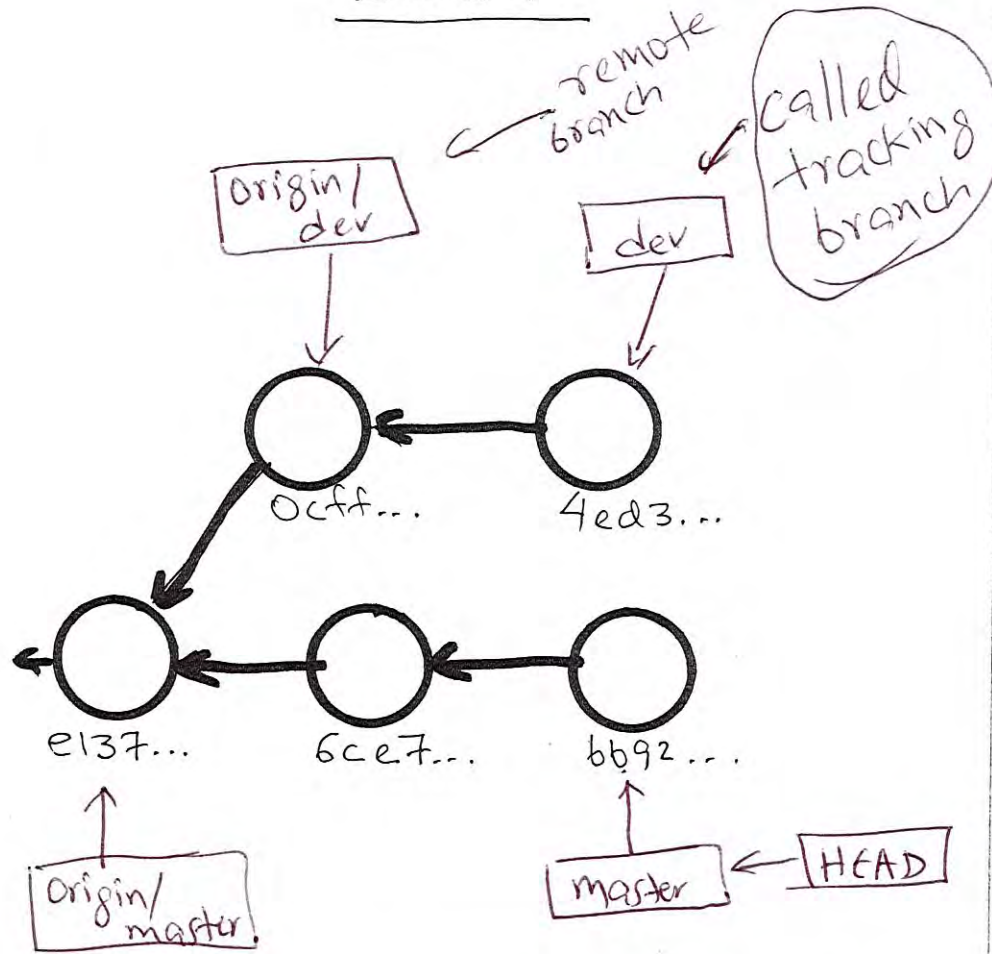 remote
branch
called
tracking
branch
origin/
dev
dev
0cff...
4ed3...
e137...
6ce7...
bb92...
origin/
master
master
HEAD